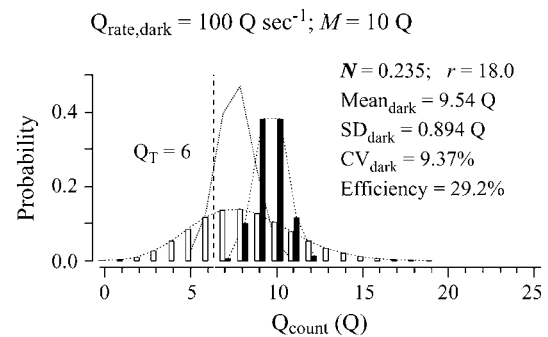 Q_rate,dark = 100 Q sec⁻¹; M = 10 Q
N = 0.235; r = 18.0
Mean_dark = 9.54 Q
SD_dark = 0.894 Q
CV_dark = 9.37%
Efficiency = 29.2%
Q_T = 6
Probability
0.4
0.2
0.0
0 5 10 15 20 25
Q_count (Q)